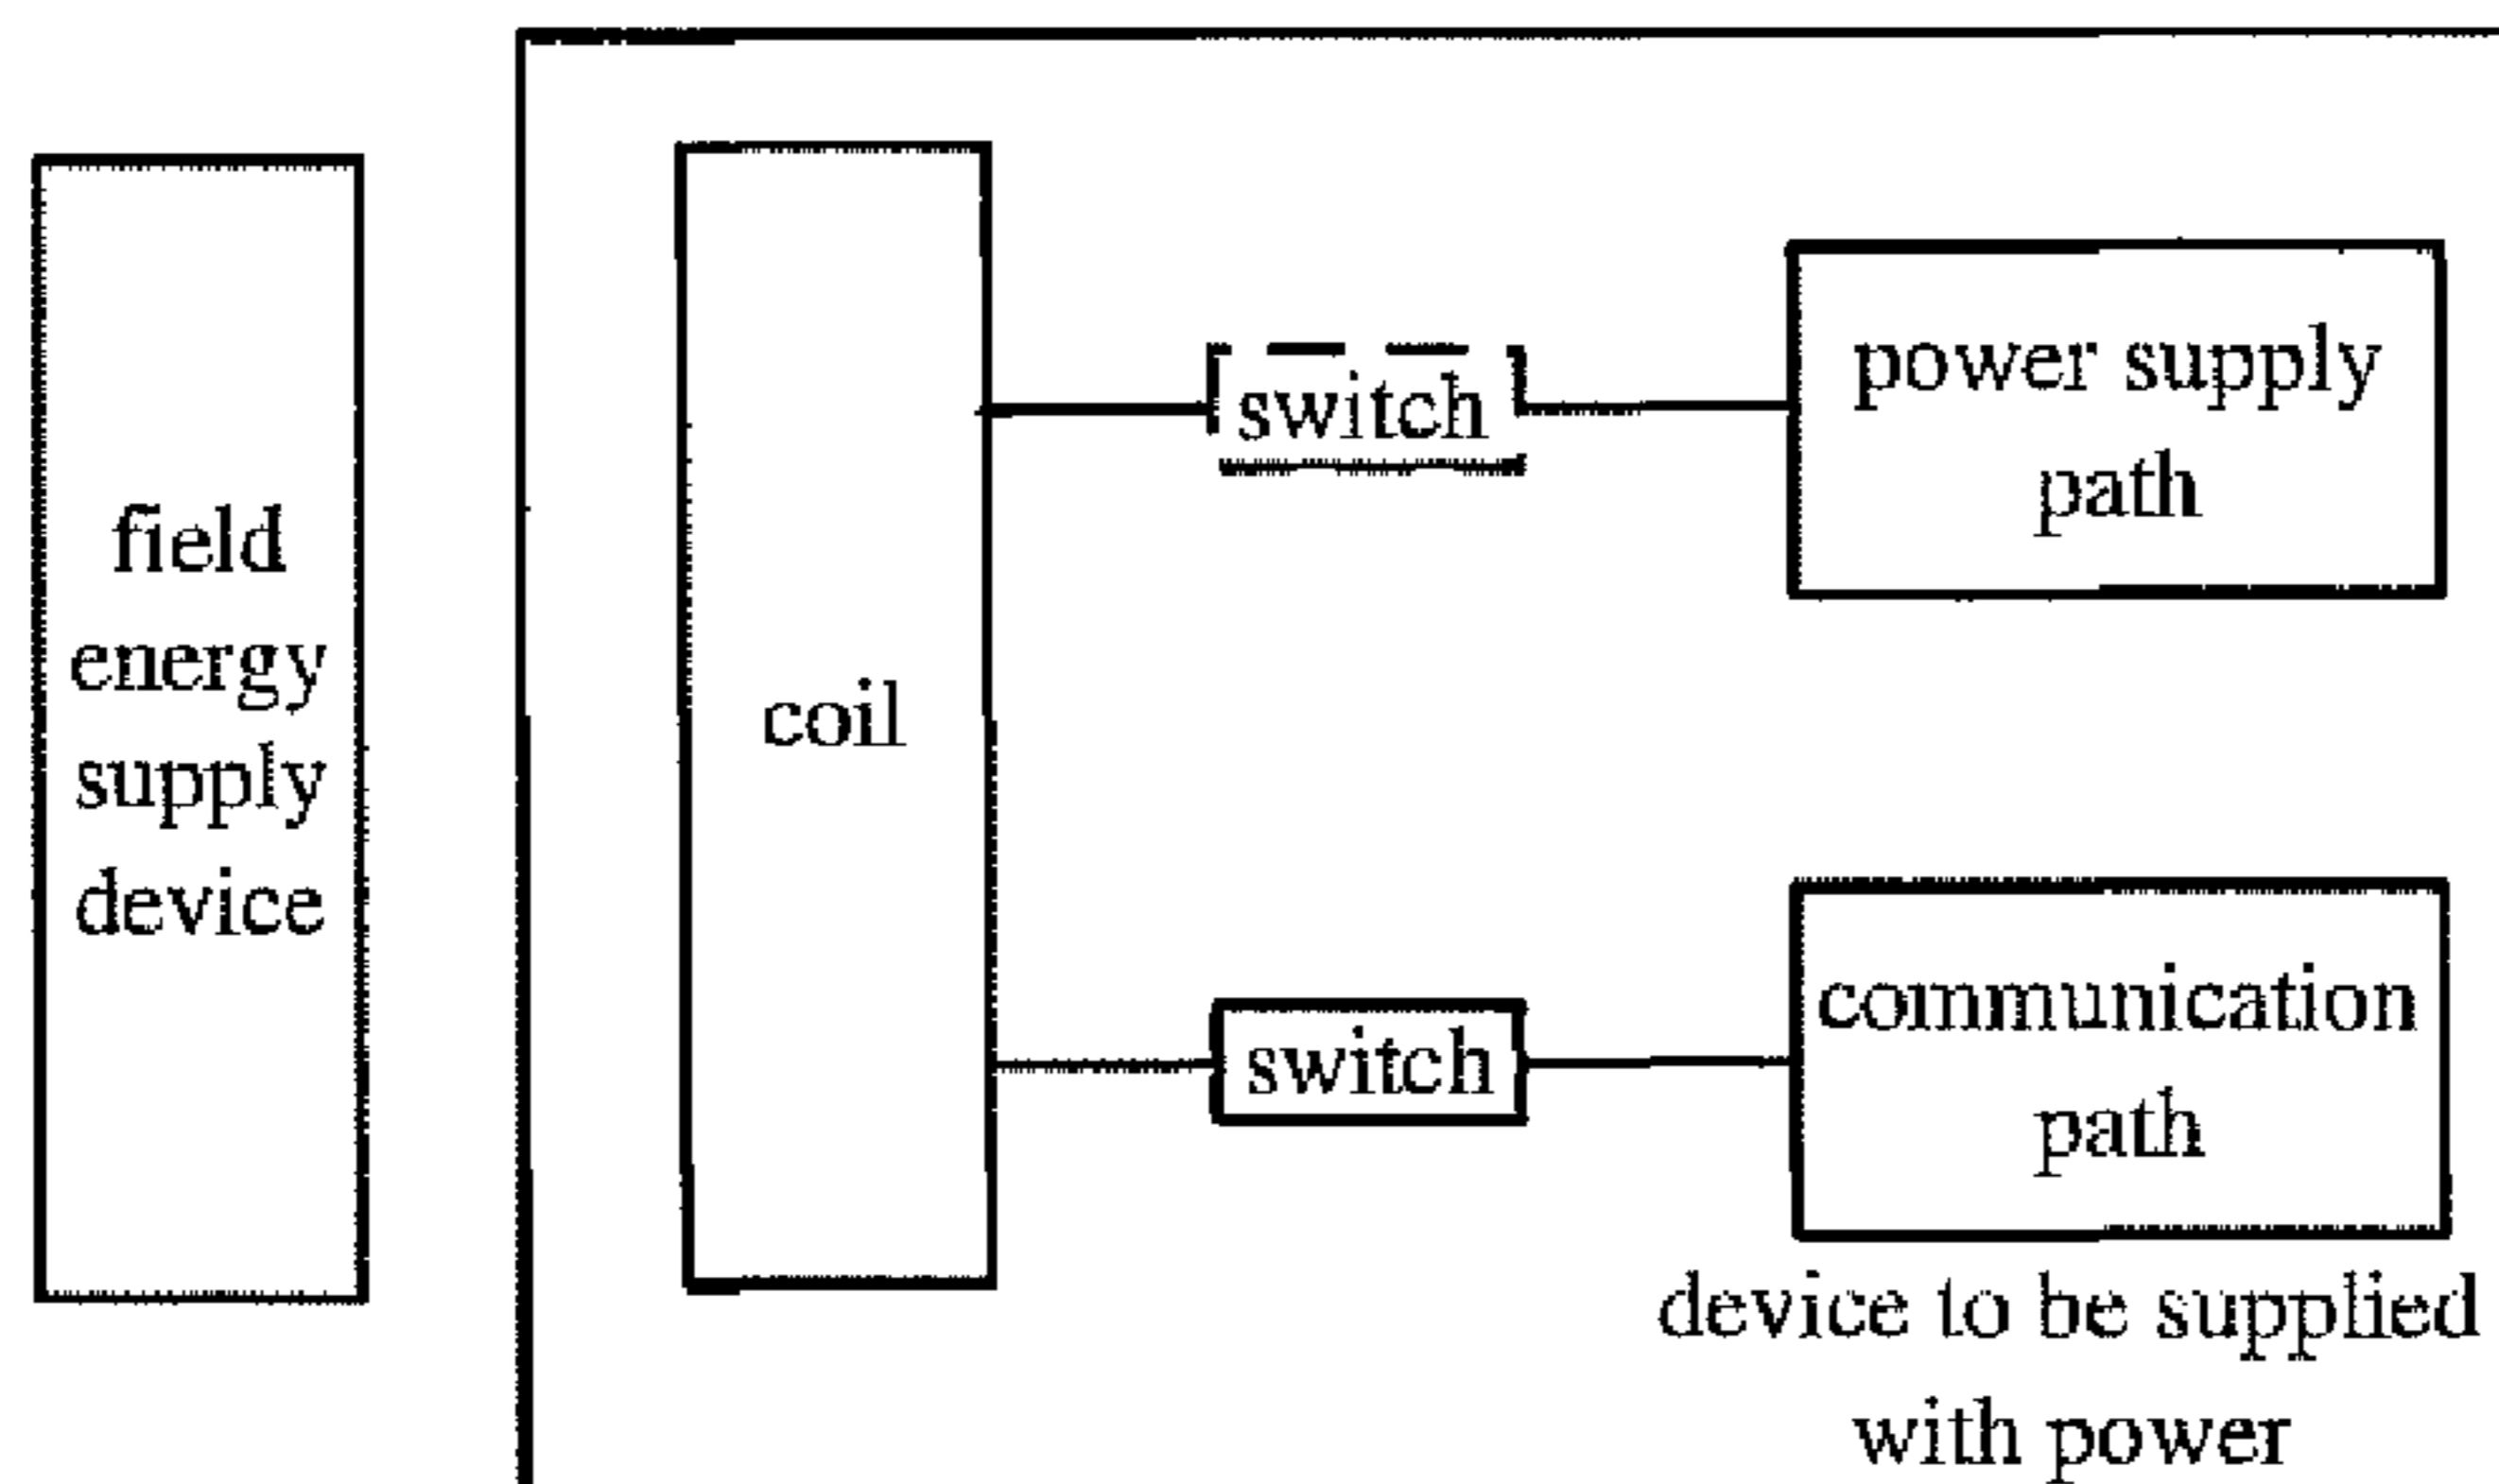 field
energy
supply
device
coil
switch
power supply
path
switch
communication
path
device to be supplied
with power